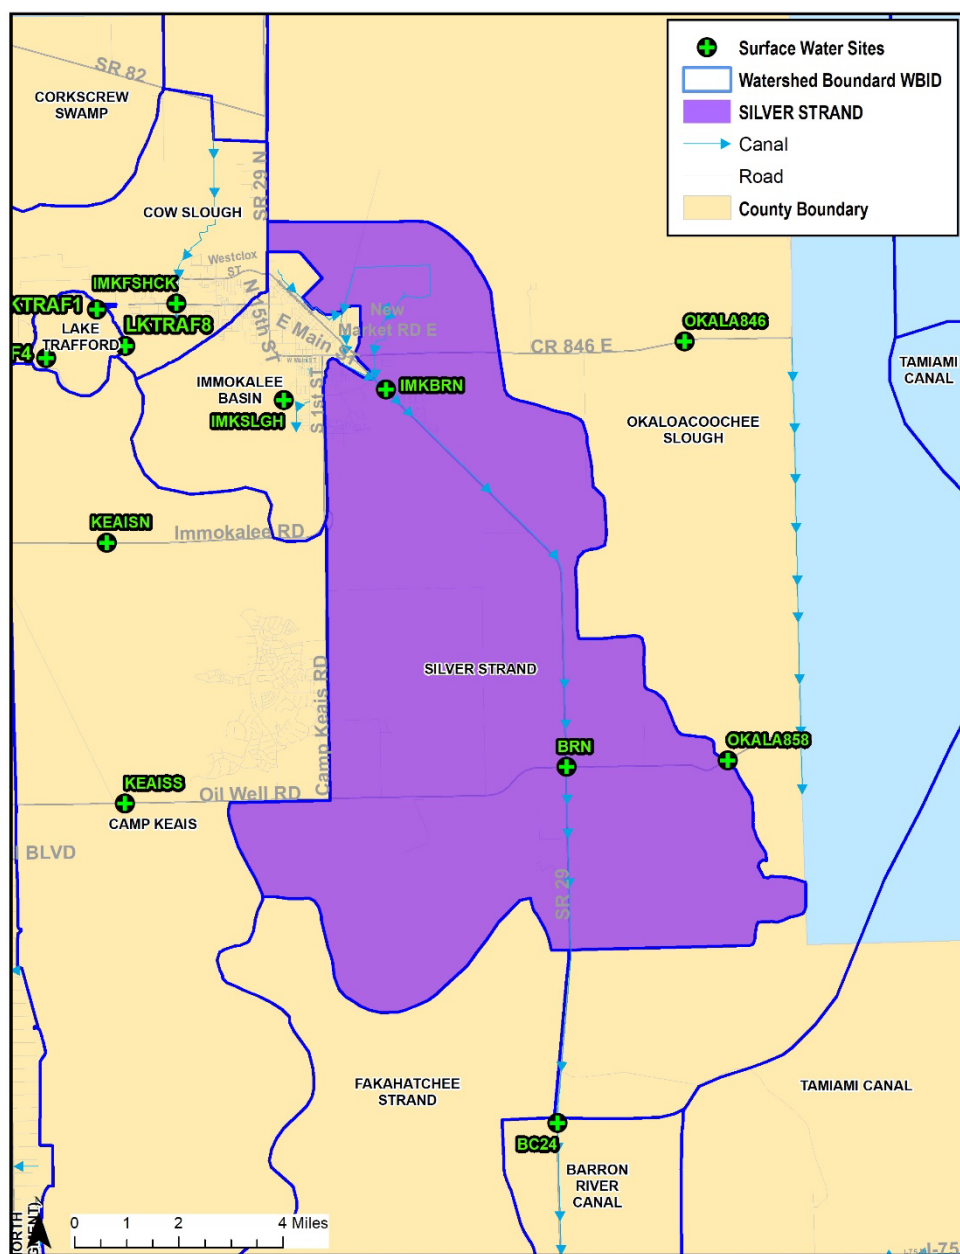 Surface Water Sites
Watershed Boundard WBID
SILVER STRAND
Canal
Road
County Boundary
SR 82
CORKSCREW
SWAMP
SR 29 N
COW SLOUGH
Westclox
ST
IMKFSHCK
KTRAF1
LKTRAF8
LAKE
TRAFFORD
F4
N 15th ST
E Main ST
New
Market RD E
W Main ST
CR 846 E
OKALA846
TAMIAMI
CANAL
IMMOKALEE
BASIN
IMKSLGH
S 1st ST
IMKBRN
OKALOACOOCHEE
SLOUGH
KEAISN
Immokalee RD
SILVER STRAND
Camp Keais RD
BRN
OKALA858
KEAISS
Oil Well RD
CAMP KEAIS
BLVD
SR 29
FAKAHATCHEE
STRAND
TAMIAMI CANAL
BC24
BARRON
RIVER
CANAL
0 1 2 4 Miles
I-75